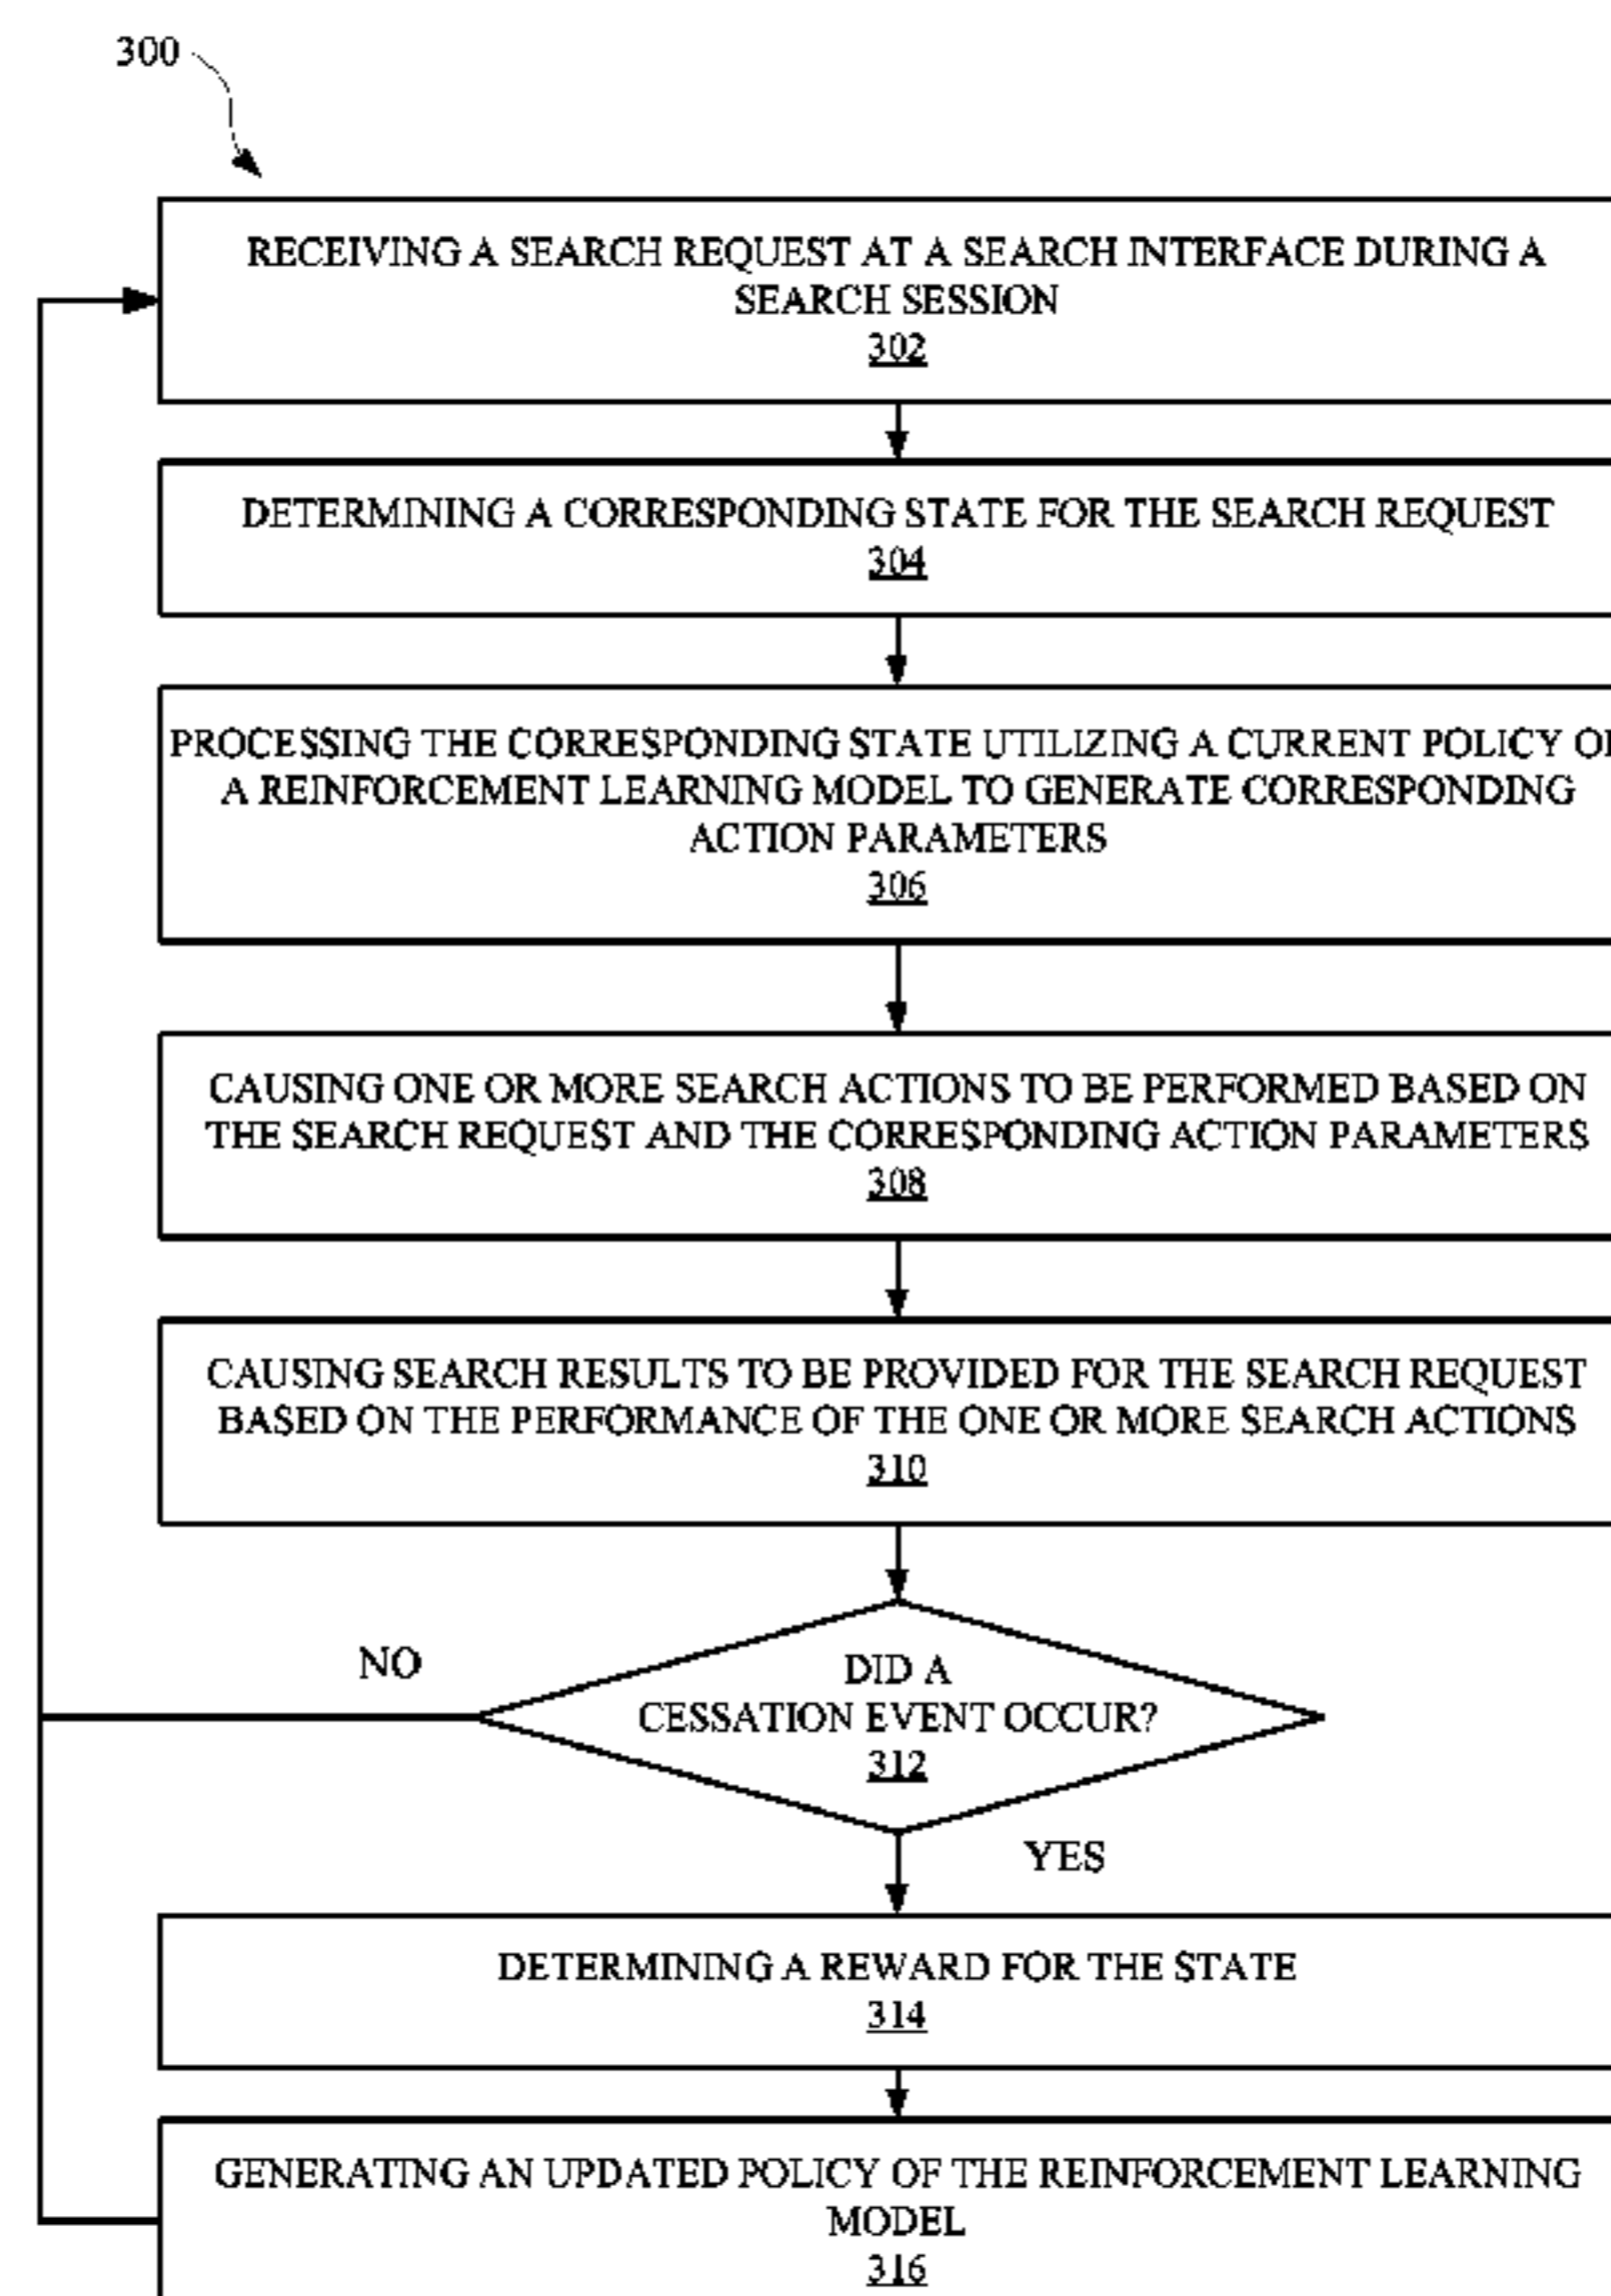 300
RECEIVING A SEARCH REQUEST AT A SEARCH INTERFACE DURING A
SEARCH SESSION
302
DETERMINING A CORRESPONDING STATE FOR THE SEARCH REQUEST
304
PROCESSING THE CORRESPONDING STATE UTILIZING A CURRENT POLICY
A REINFORCEMENT LEARNING MODEL TO GENERATE CORRESPONDING
ACTION PARAMETERS
306
CAUSING ONE OR MORE SEARCH ACTIONS TO BE PERFORMED BASED ON
THE SEARCH REQUEST AND THE CORRESPONDING ACTION PARAMETERS
308
CAUSING SEARCH RESULTS TO BE PROVIDED FOR THE SEARCH REQUEST
BASED ON THE PERFORMANCE OF THE ONE OR MORE SEARCH ACTIONS
310
NO
DID A
CESSATION EVENT OCCUR?
312
YES
DETERMINING A REWARD FOR THE STATE
314
GENERATING AN UPDATED POLICY OF THE REINFORCEMENT LEARNING
MODEL
316